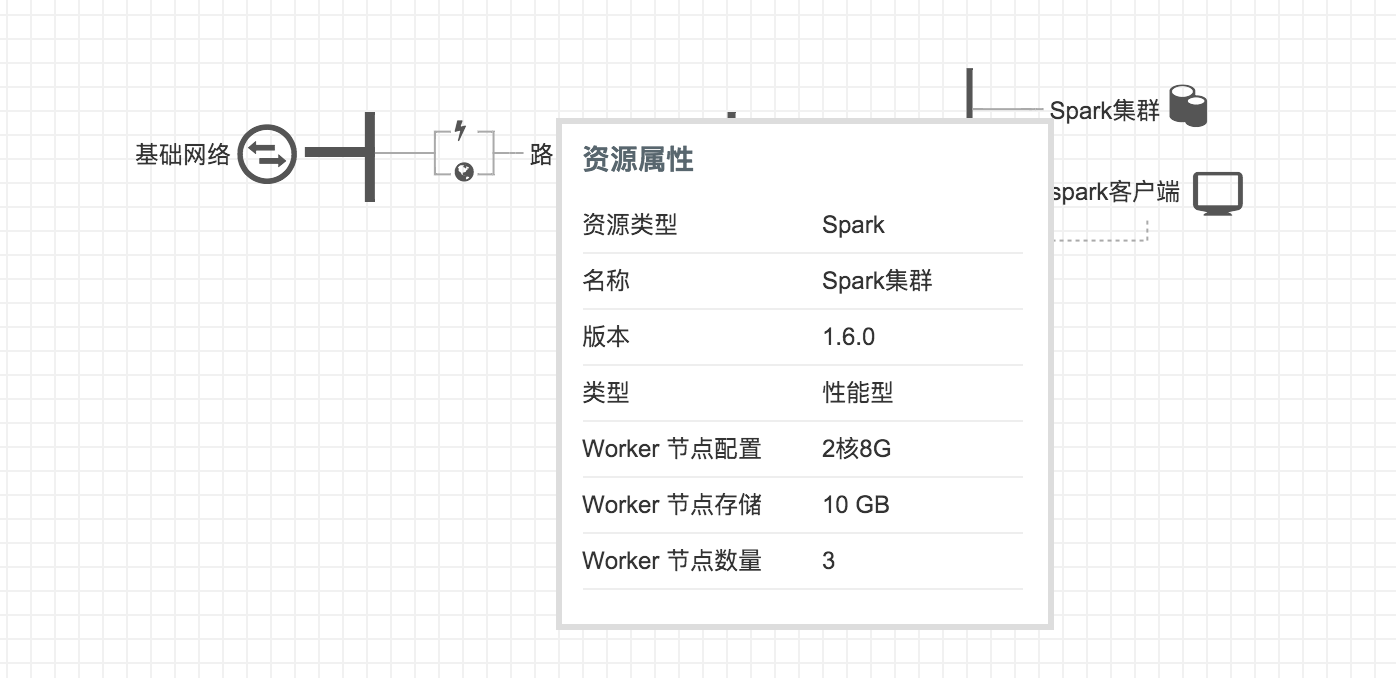 基础网络
路
Spark集群
spark客户端
资源属性
资源类型 Spark
名称 Spark集群
版本 1.6.0
类型 性能型
Worker 节点配置 2核8G
Worker 节点存储 10 GB
Worker 节点数量 3